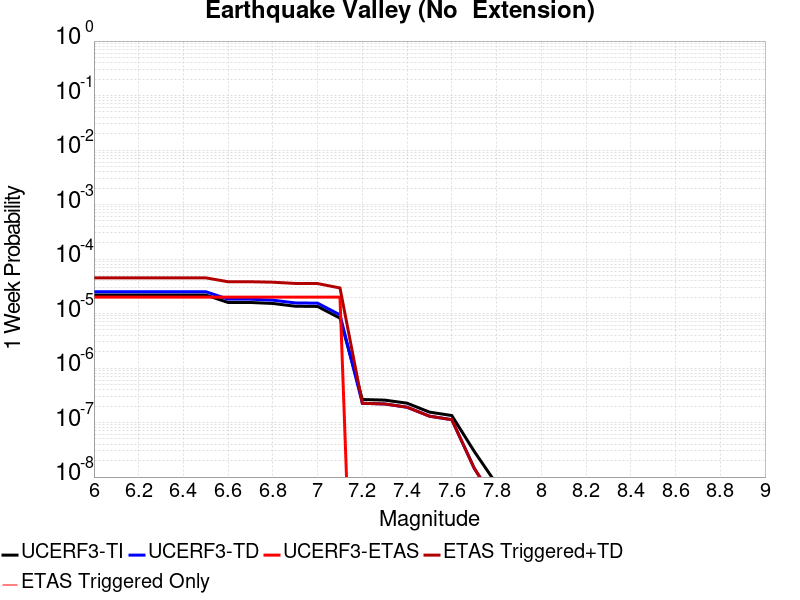 Earthquake Valley (No  Extension)
10^0
10^-1
10^-2
10^-3
10^-4
10^-5
10^-6
10^-7
10^-8
1 Week Probability
6 6.2 6.4 6.6 6.8 7 7.2 7.4 7.6 7.8 8 8.2 8.4 8.6 8.8 9
Magnitude
UCERF3-TI UCERF3-TD UCERF3-ETAS ETAS Triggered+TD
ETAS Triggered Only